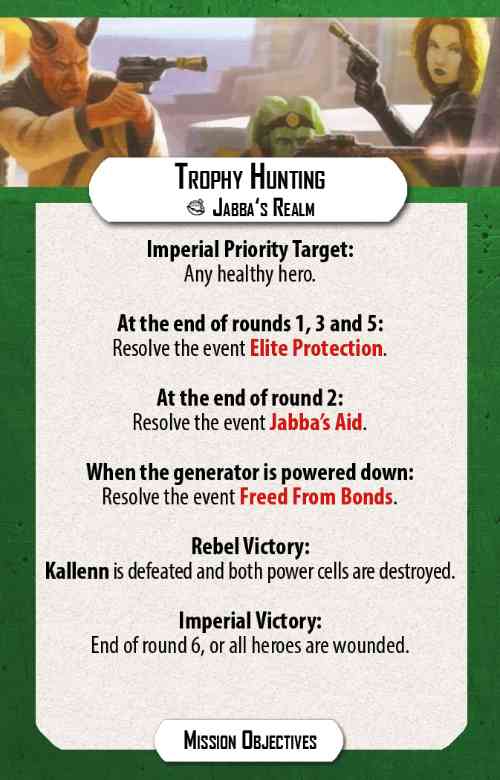 Trophy Hunting
Jabba's Realm
Imperial Priority Target:
Any healthy hero.
At the end of rounds 1, 3 and 5:
Resolve the event Elite Protection.
At the end of round 2:
Resolve the event Jabba's Aid.
When the generator is powered down:
Resolve the event Freed From Bonds.
Rebel Victory:
Kallenn is defeated and both power cells are destroyed.
Imperial Victory:
End of round 6, or all heroes are wounded.
Mission Objectives